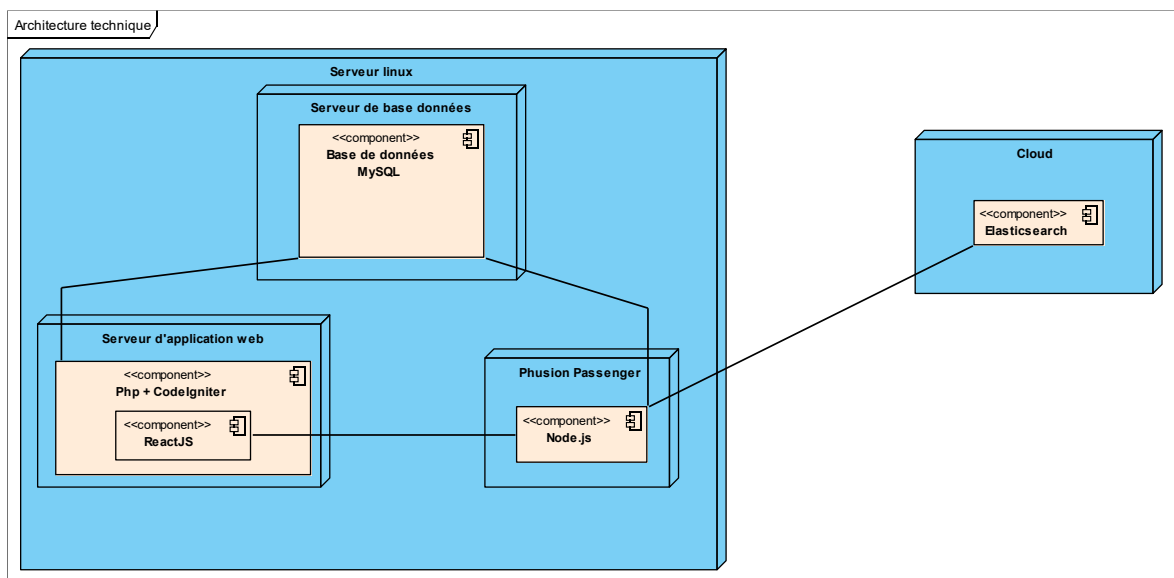 Architecture technique
Serveur linux
Serveur de base données
<<component>>
Base de données
MySQL
Cloud
<<component>>
Elasticsearch
Serveur d'application web
<<component>>
Php + CodeIgniter
<<component>>
ReactJS
Phusion Passenger
<<component>>
Node.js